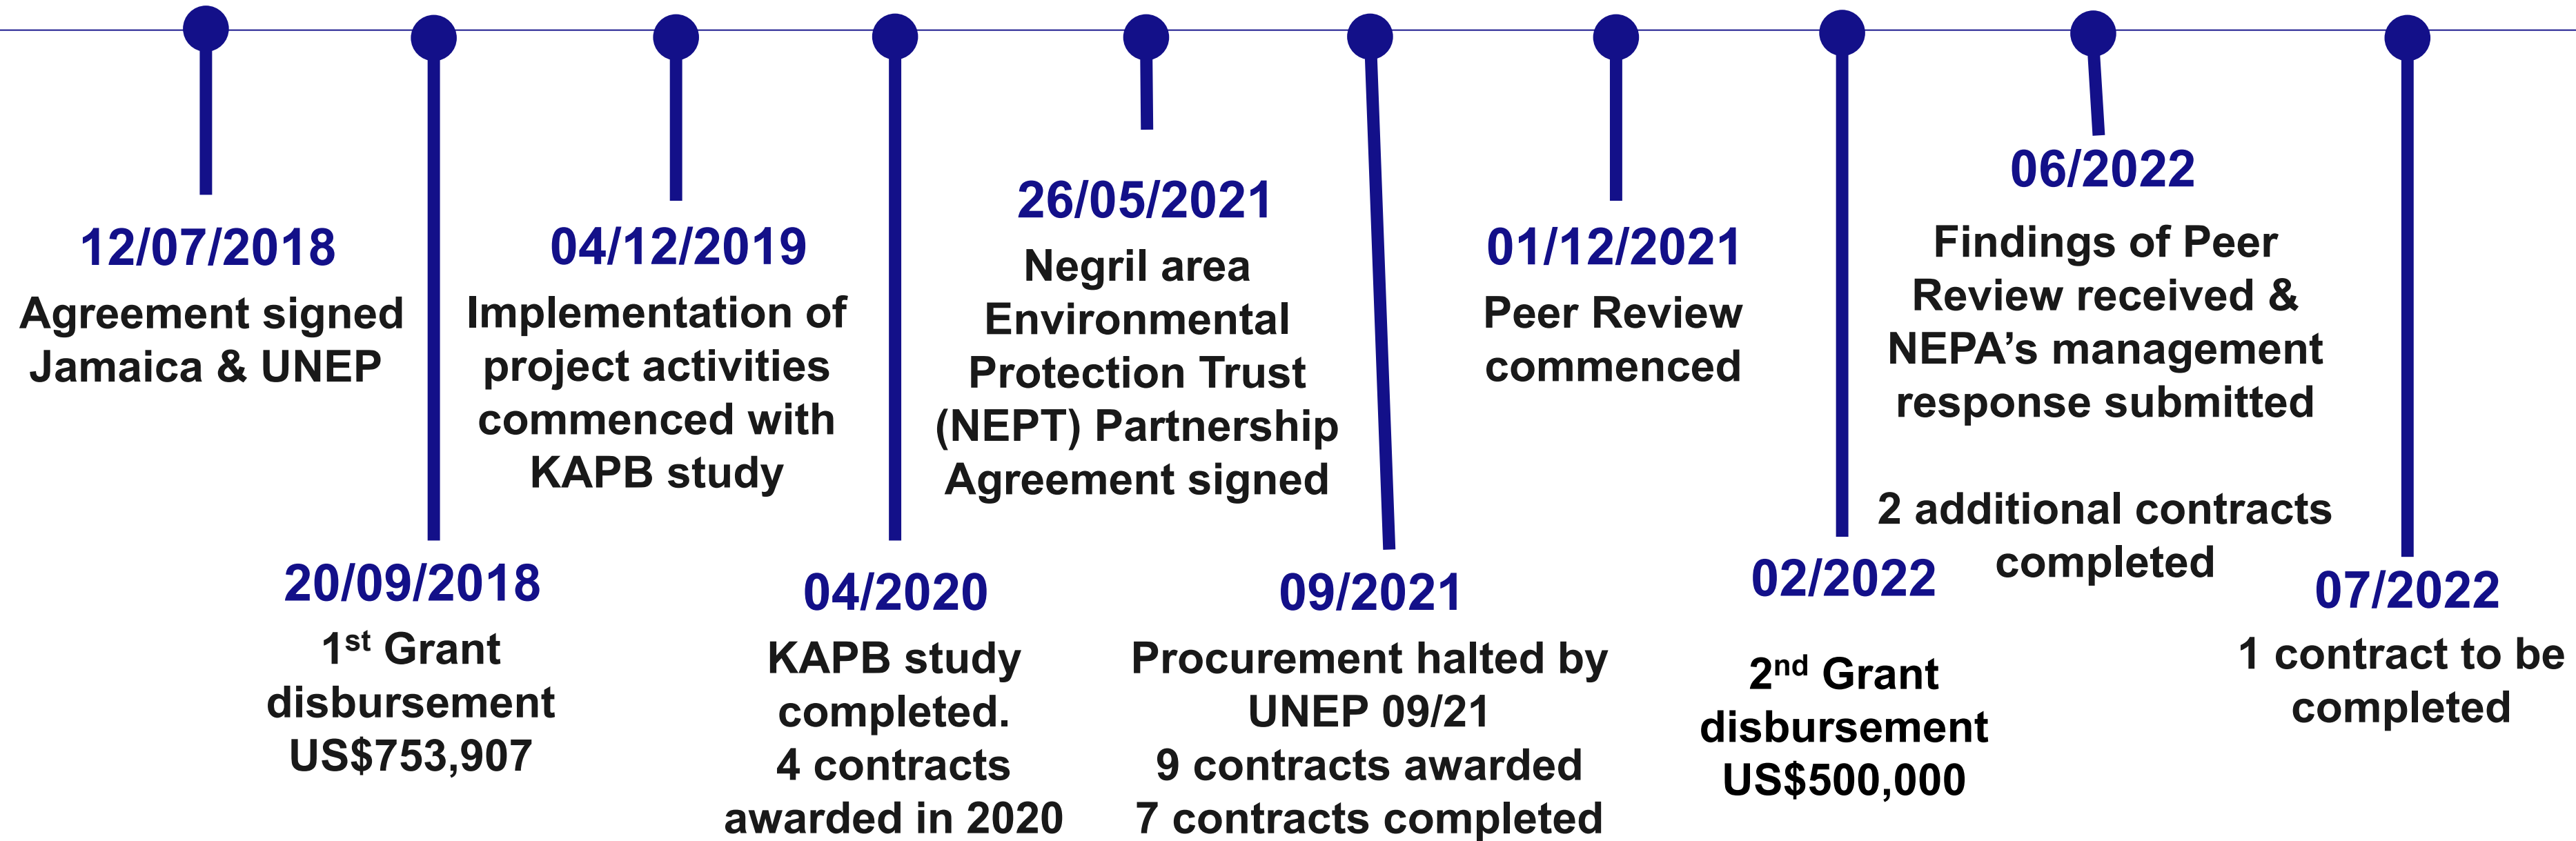 12/07/2018
Agreement signed
Jamaica & UNEP
20/09/2018
1st Grant
disbursement
US$753,907
04/12/2019
Implementation of
project activities
commenced with
KAPB study
04/2020
KAPB study
completed.
4 contracts
awarded in 2020
26/05/2021
Negril area
Environmental
Protection Trust
(NEPT) Partnership
Agreement signed
09/2021
Procurement halted by
UNEP 09/21
9 contracts awarded
7 contracts completed
01/12/2021
Peer Review
commenced
02/2022
2nd Grant
disbursement
US$500,000
06/2022
Findings of Peer
Review received &
NEPA’s management
response submitted
2 additional contracts
completed
07/2022
1 contract to be
completed